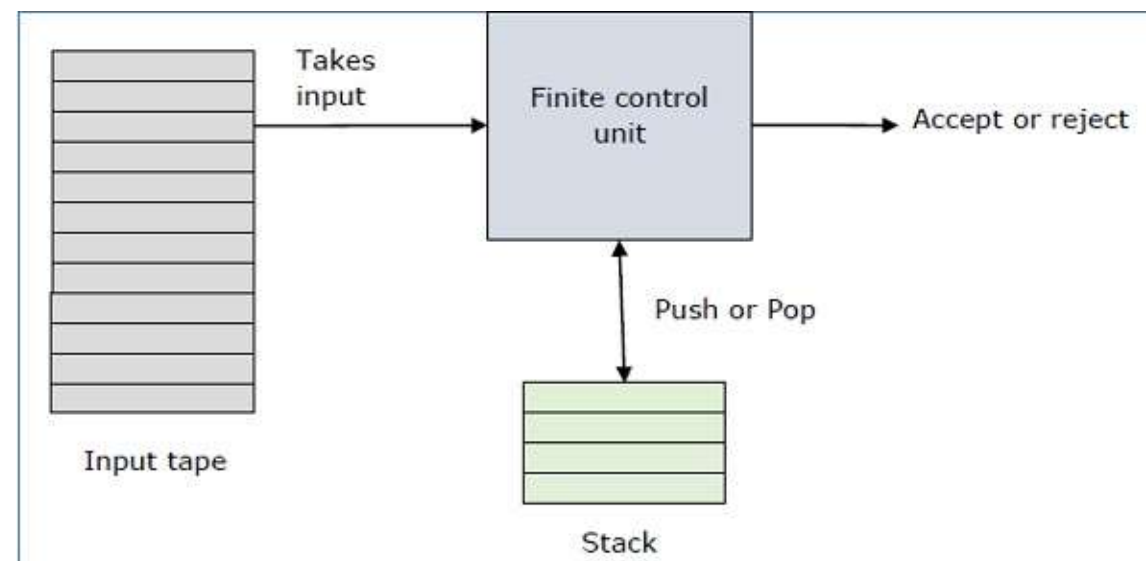 Takes
input
Finite control
unit
Accept or reject
Push or Pop
Input tape
Stack